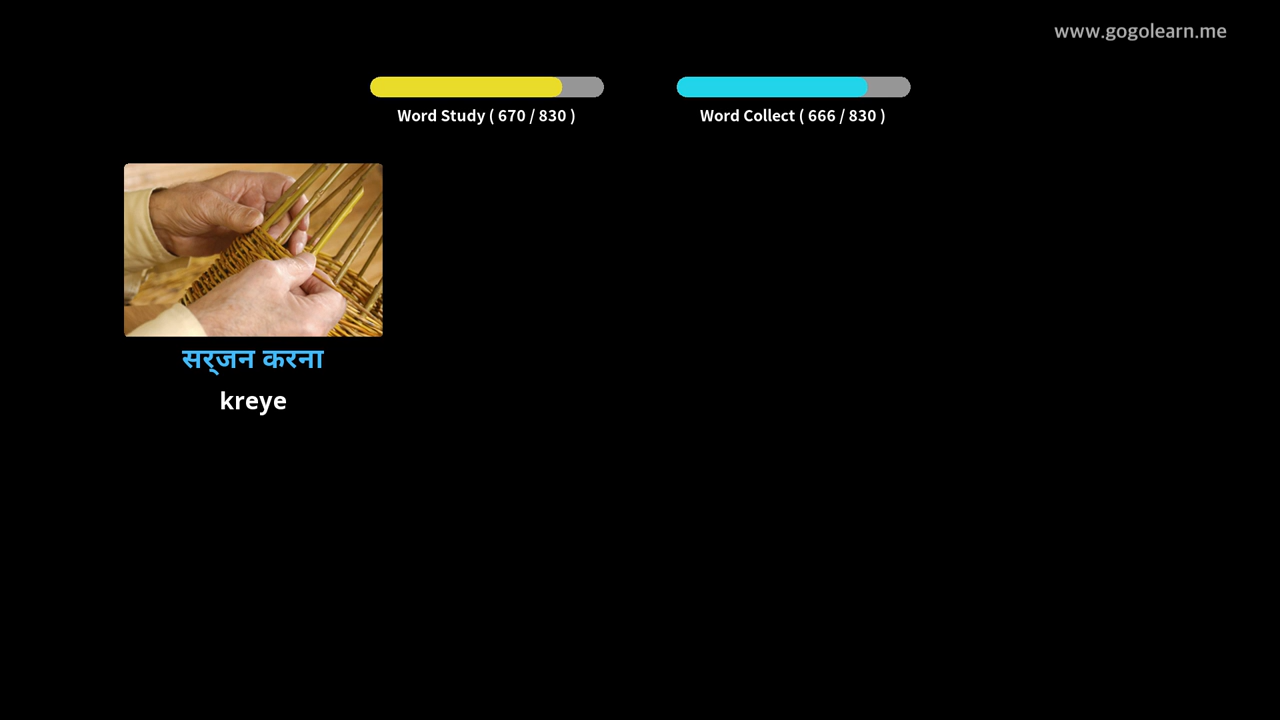 www.gogolearn.me
Word Study ( 670 / 830 )
Word Collect ( 666 / 830 )
सर्जन करना
kreye